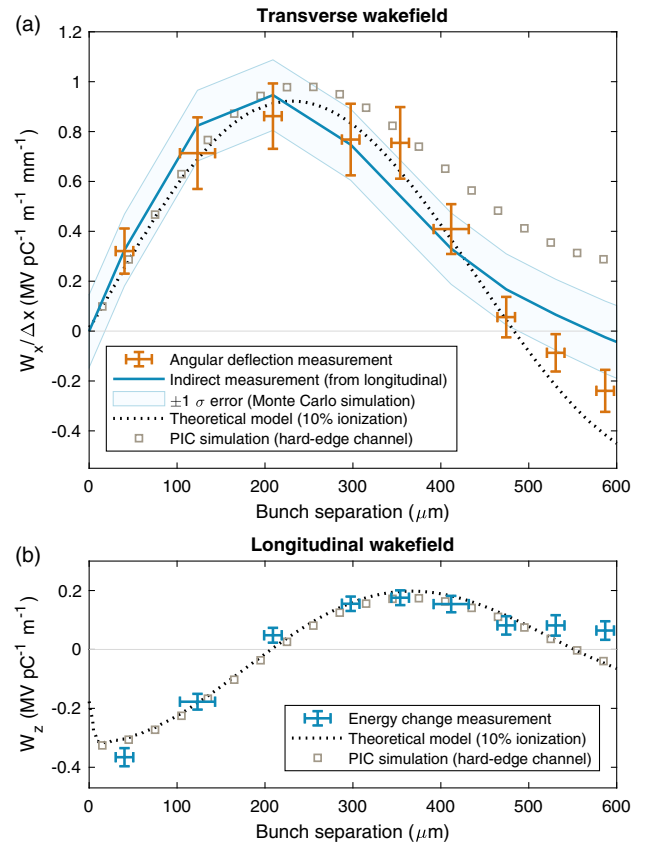 (a)
Transverse wakefield
W_x/Δx (MV pC⁻¹ m⁻¹ mm⁻¹)
1.2
1
0.8
0.6
0.4
0.2
0
-0.2
-0.4
Angular deflection measurement
Indirect measurement (from longitudinal)
±1 σ error (Monte Carlo simulation)
Theoretical model (10% ionization)
PIC simulation (hard-edge channel)
0 100 200 300 400 500 600
Bunch separation (μm)
(b)
Longitudinal wakefield
W_z (MV pC⁻¹ m⁻¹)
0.2
0
-0.2
-0.4
Energy change measurement
Theoretical model (10% ionization)
PIC simulation (hard-edge channel)
0 100 200 300 400 500 600
Bunch separation (μm)